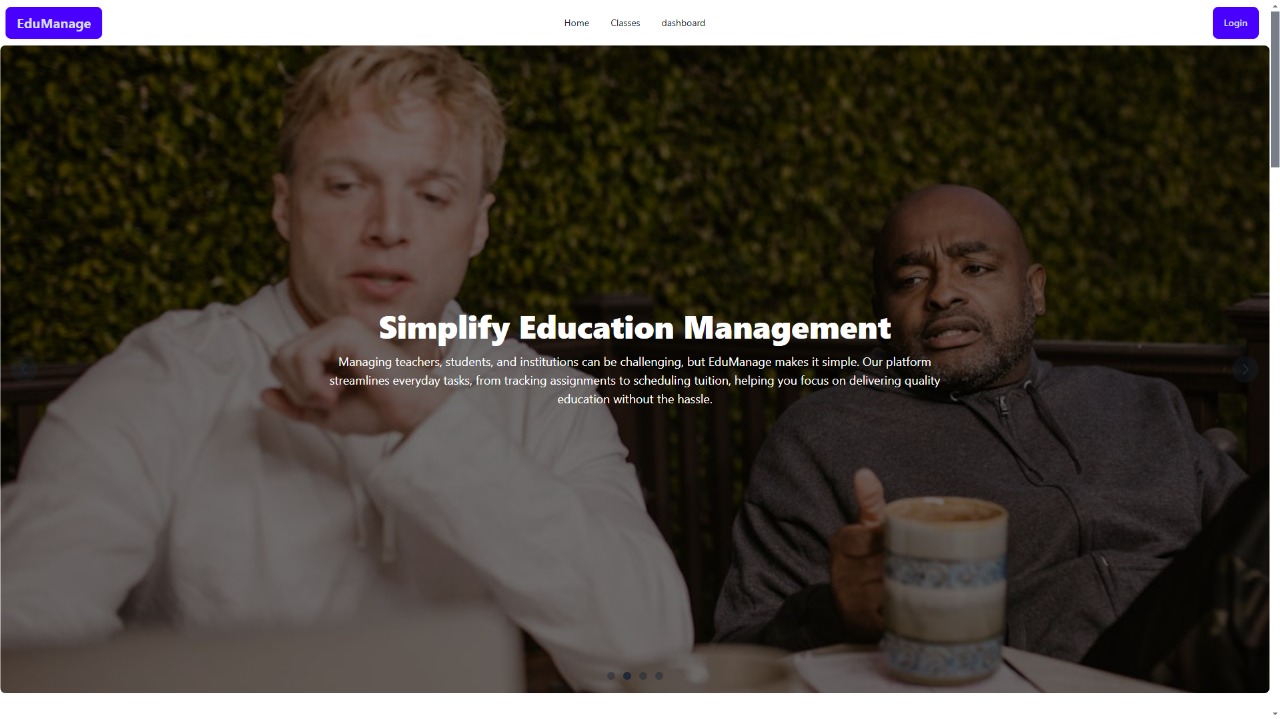 EduManage
Home
Classes
dashboard
Login
Simplify Education Management
Managing teachers, students, and institutions can be challenging, but EduManage makes it simple. Our platform
streamlines everyday tasks, from tracking assignments to scheduling tuition, helping you focus on delivering quality
education without the hassle.